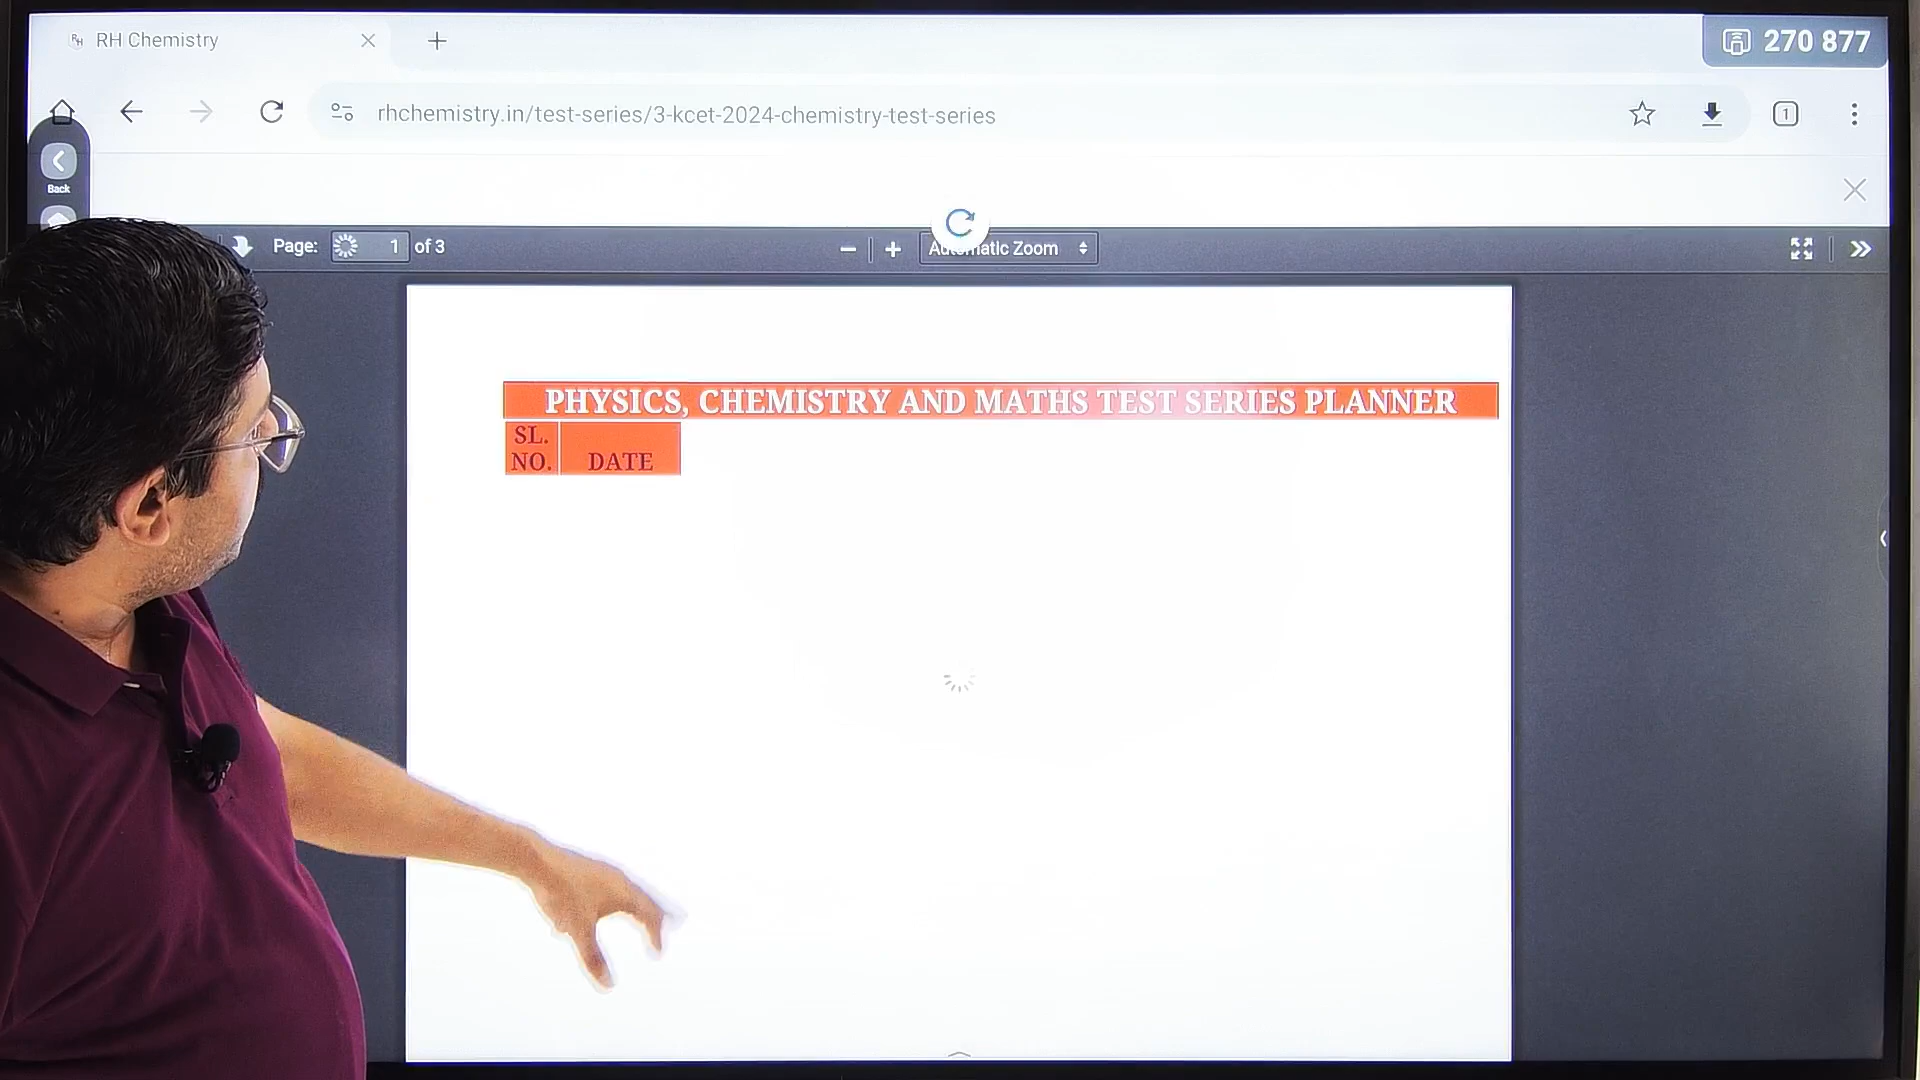 RH Chemistry
270 877
rhchemistry.in/test-series/3-kcet-2024-chemistry-test-series
1
Back
Page: 1 of 3
Automatic Zoom
PHYSICS, CHEMISTRY AND MATHS TEST SERIES PLANNER
SL.
NO. DATE